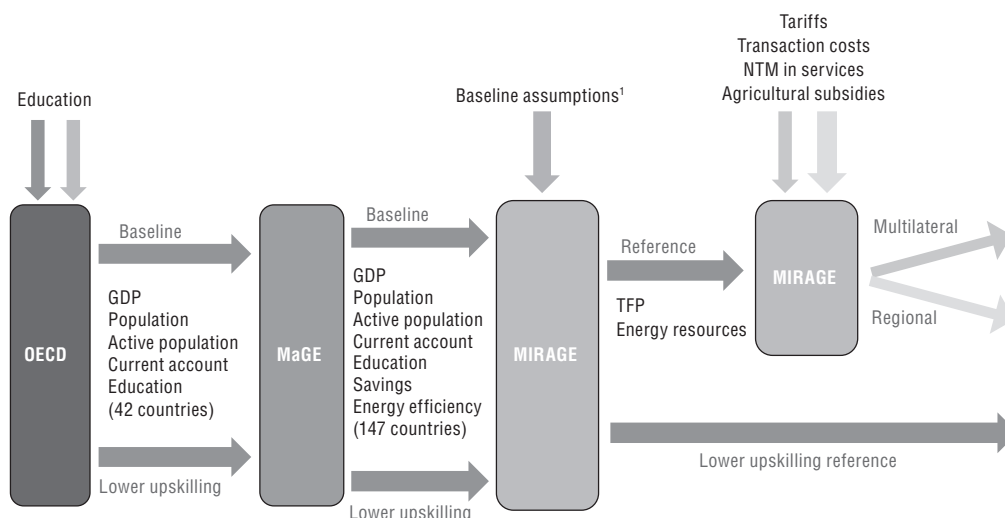 Education
Baseline assumptions¹
Tariffs
Transaction costs
NTM in services
Agricultural subsidies
OECD
Baseline
GDP
Population
Active population
Current account
Education
(42 countries)
Lower upskilling
MaGE
Baseline
GDP
Population
Active population
Current account
Education
Savings
Energy efficiency
(147 countries)
Lower upskilling
MIRAGE
Reference
TFP
Energy resources
MIRAGE
Multilateral
Regional
Lower upskilling reference